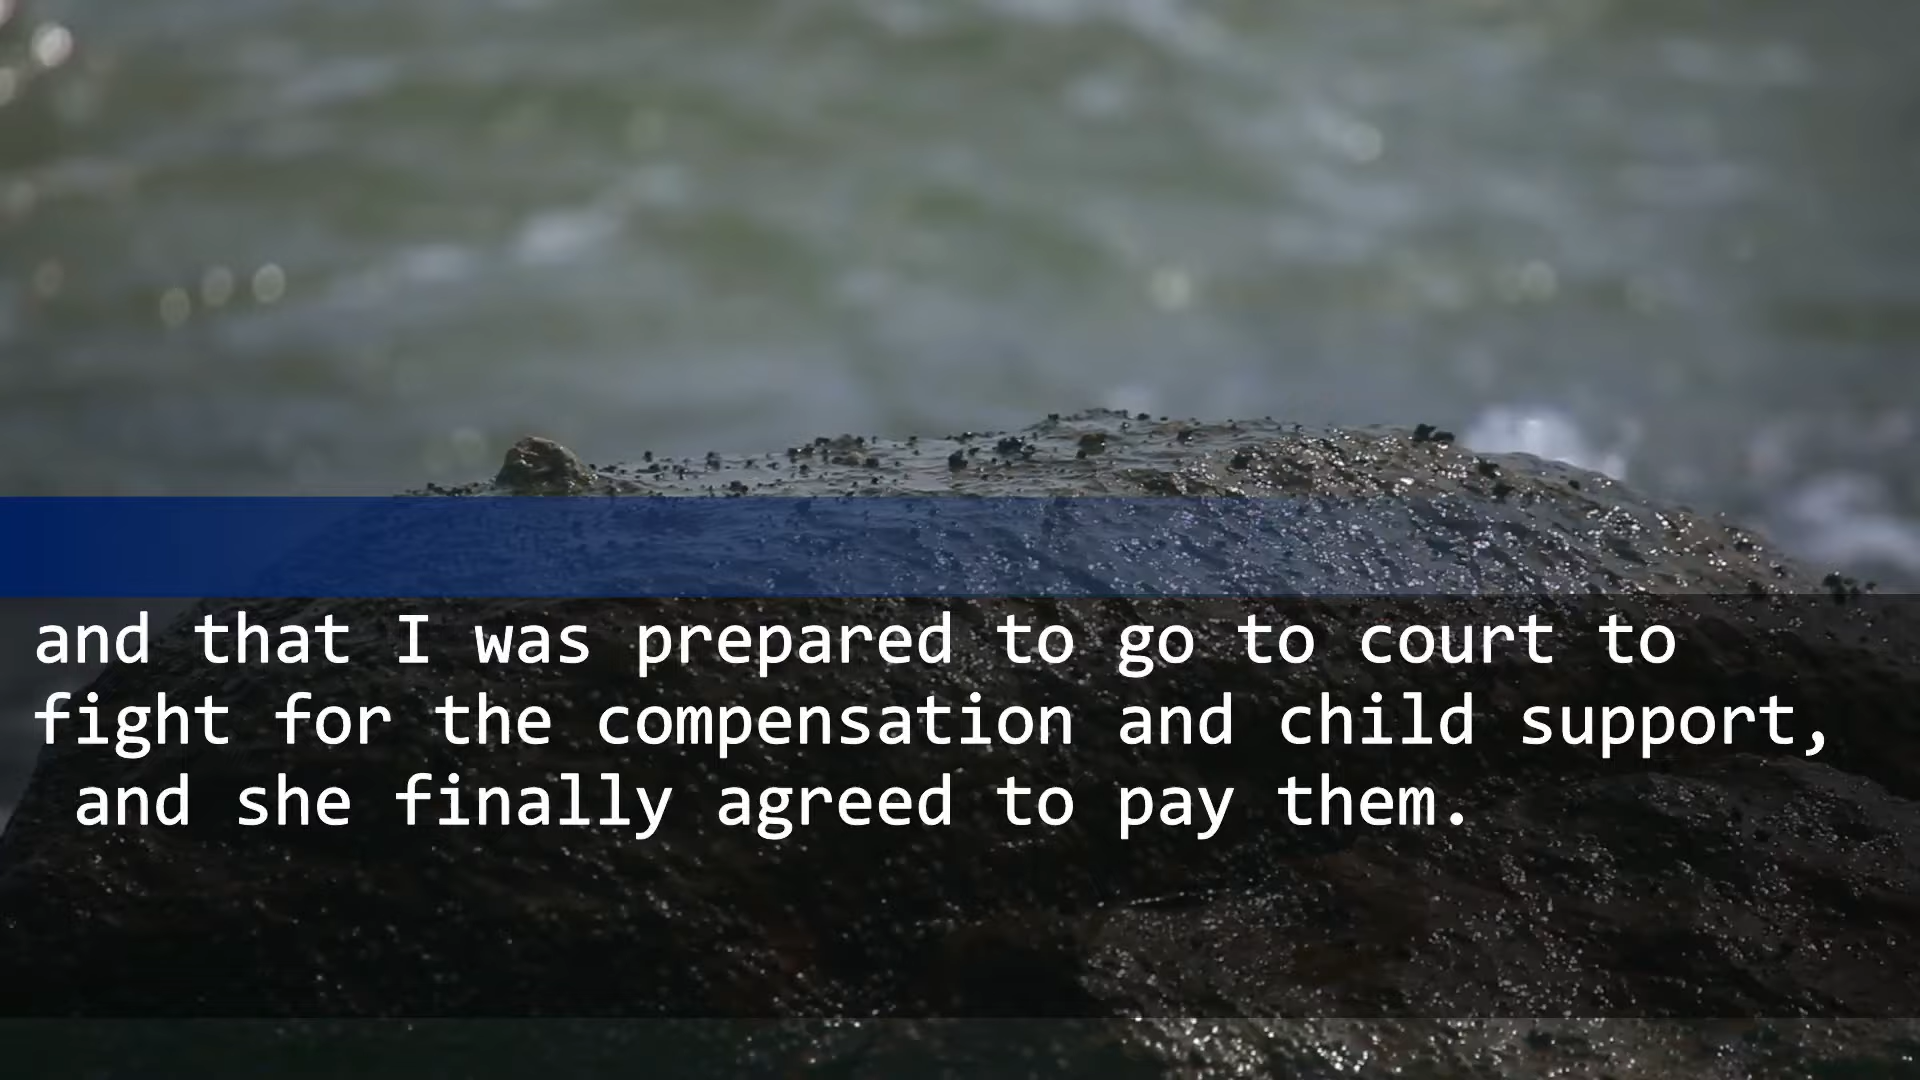 and that I was prepared to go to court to
fight for the compensation and child support,
and she finally agreed to pay them.